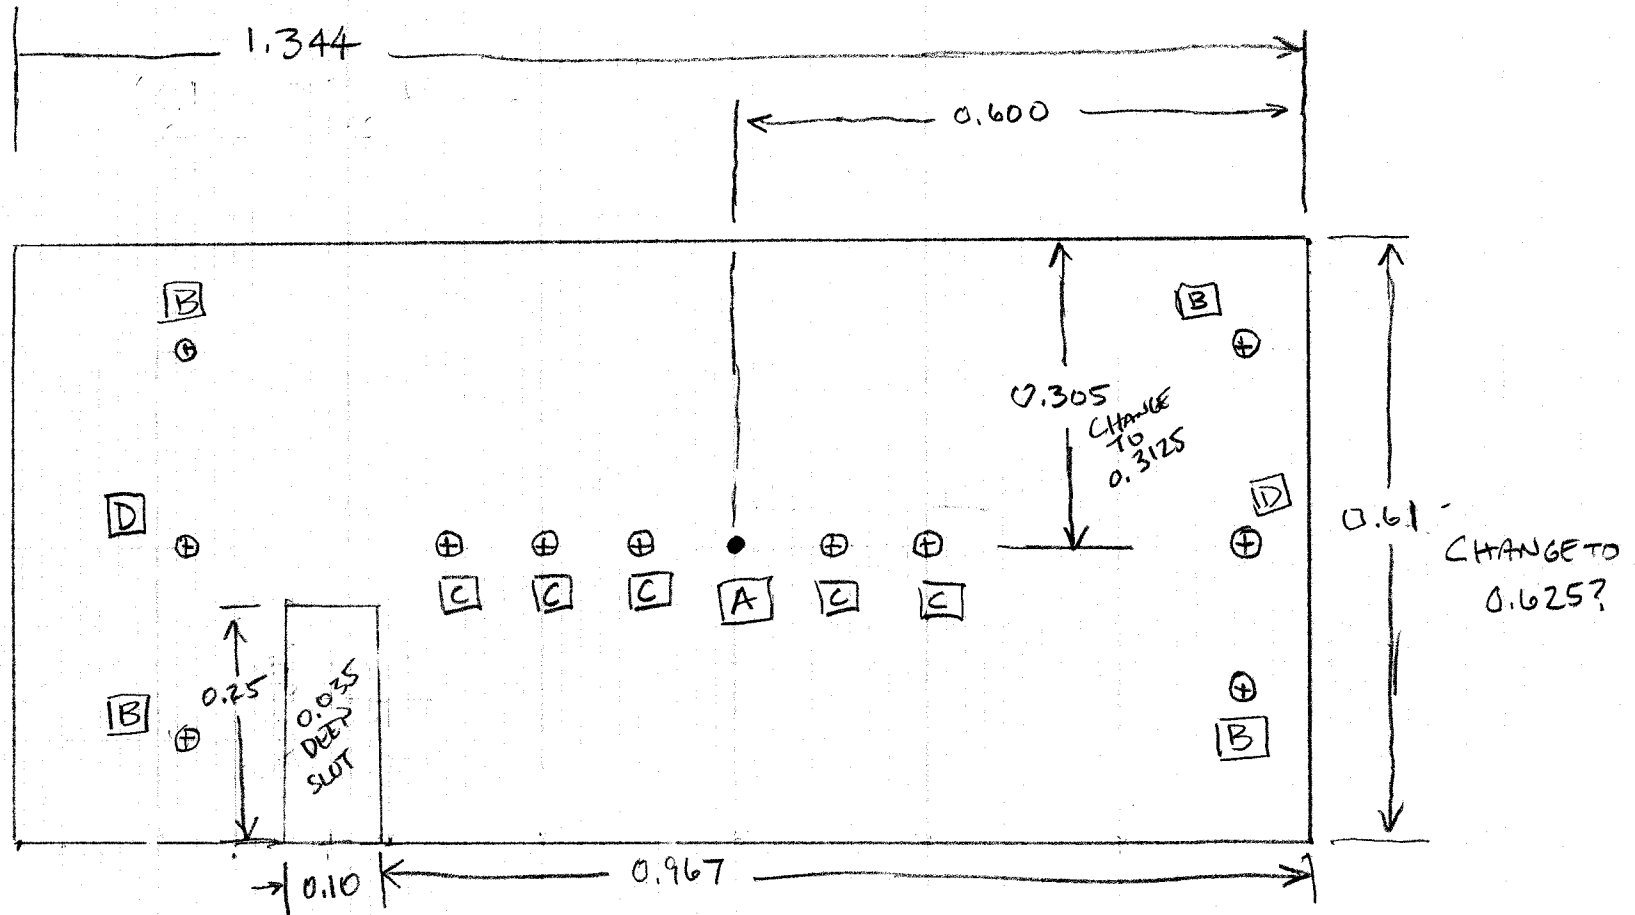 1.344
0.600
B
B
0.305
CHANGE
TO
0.3125
D
D
0.61
CHANGE TO
0.625?
C
C
C
A
C
C
0.25
0.035
DEEP
SLOT
B
B
0.10
0.967